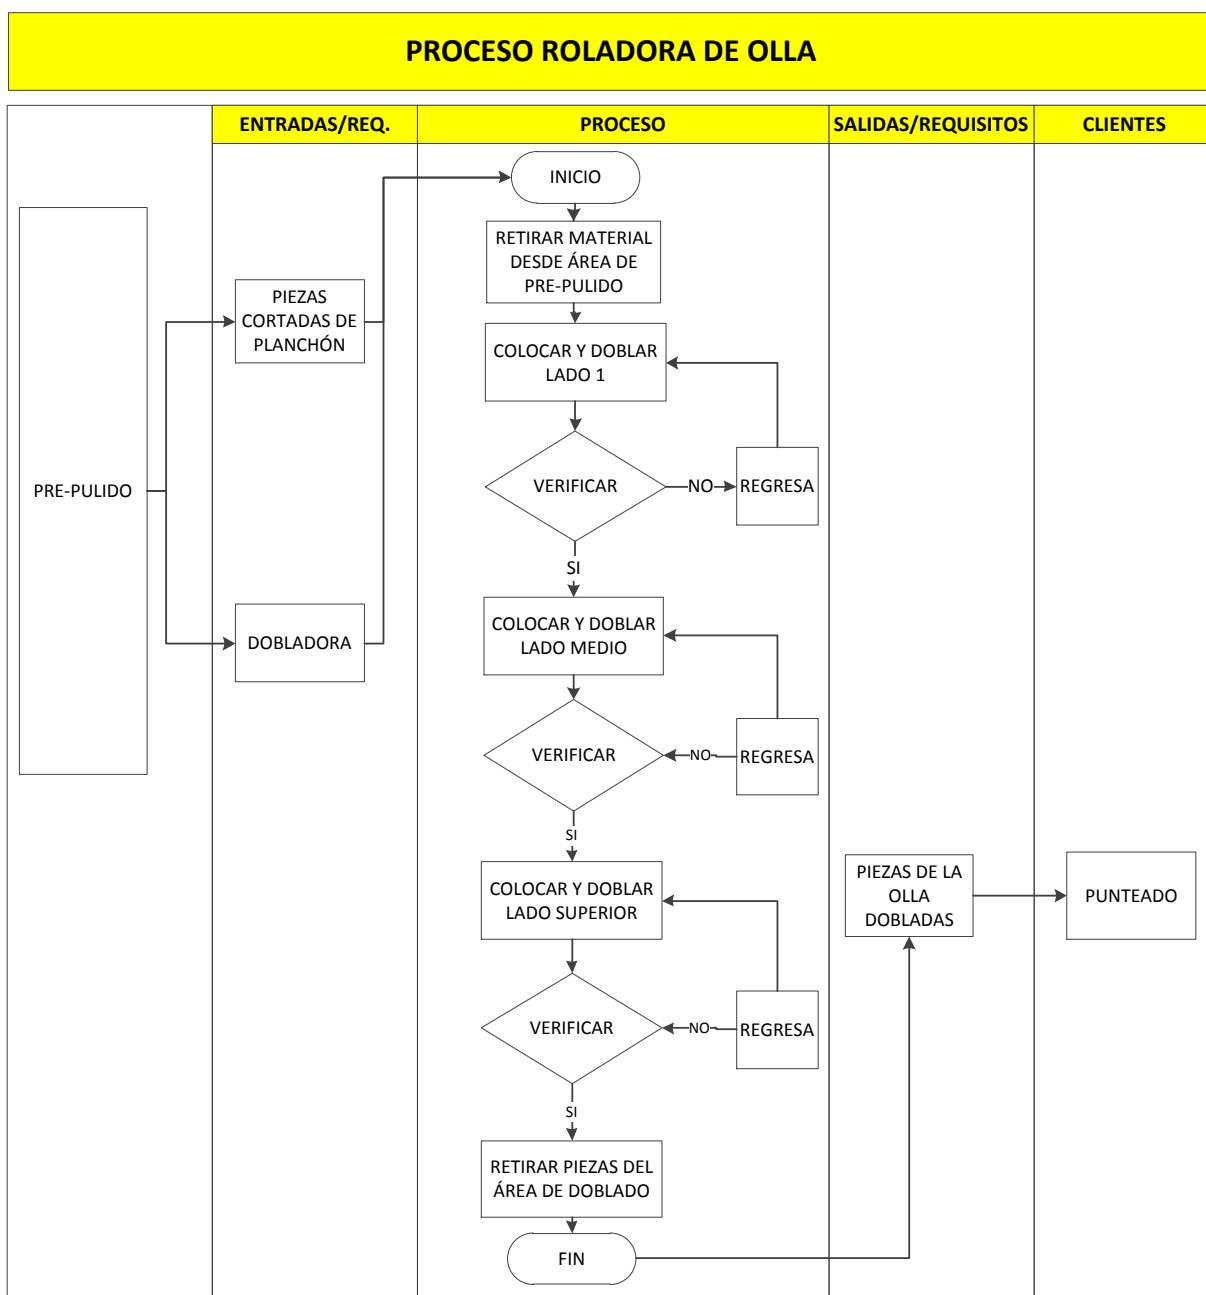 PROCESO ROLADORA DE OLLA
ENTRADAS/REQ.
PROCESO
SALIDAS/REQUISITOS
CLIENTES
PRE-PULIDO
PIEZAS
CORTADAS DE
PLANCHÓN
DOBLADORA
INICIO
RETIRAR MATERIAL
DESDE ÁREA DE
PRE-PULIDO
COLOCAR Y DOBLAR
LADO 1
VERIFICAR
NO
REGRESA
SI
COLOCAR Y DOBLAR
LADO MEDIO
VERIFICAR
NO
REGRESA
SI
COLOCAR Y DOBLAR
LADO SUPERIOR
VERIFICAR
NO
REGRESA
SI
RETIRAR PIEZAS DEL
ÁREA DE DOBLADO
FIN
PIEZAS DE LA
OLLA
DOBLADAS
PUNTEADO